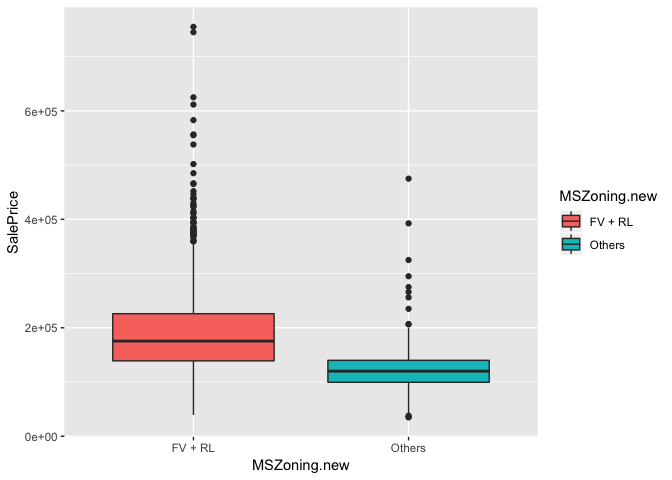 SalePrice
6e+05
4e+05
2e+05
0e+00
FV + RL
Others
MSZoning.new
MSZoning.new
FV + RL
Others